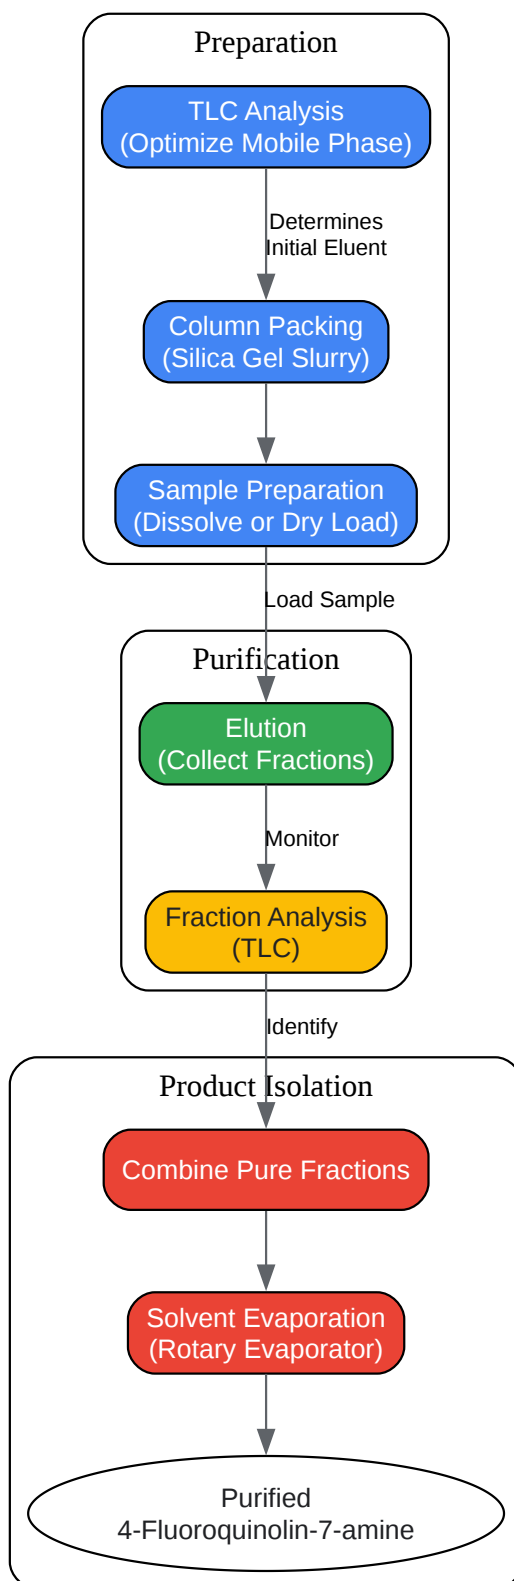 Preparation
TLC Analysis
(Optimize Mobile Phase)
Determines
Initial Eluent
Column Packing
(Silica Gel Slurry)
Sample Preparation
(Dissolve or Dry Load)
Load Sample
Purification
Elution
(Collect Fractions)
Monitor
Fraction Analysis
(TLC)
Identify
Product Isolation
Combine Pure Fractions
Solvent Evaporation
(Rotary Evaporator)
Purified
4-Fluoroquinolin-7-amine